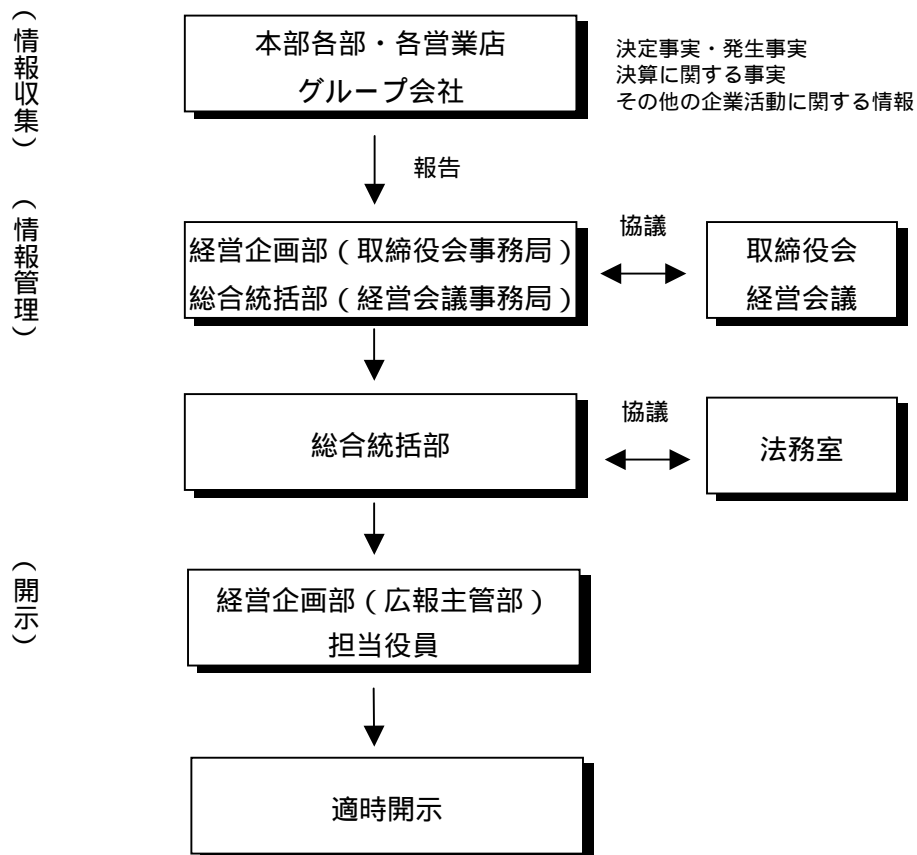 （情報収集）
本部各部・各営業店
グループ会社
決定事実・発生事実
決算に関する事実
その他の企業活動に関する情報
報告
（情報管理）
経営企画部（取締役会事務局）
総合統括部（経営会議事務局）
協議
取締役会
経営会議
総合統括部
協議
法務室
（開示）
経営企画部（広報主管部）
担当役員
適時開示